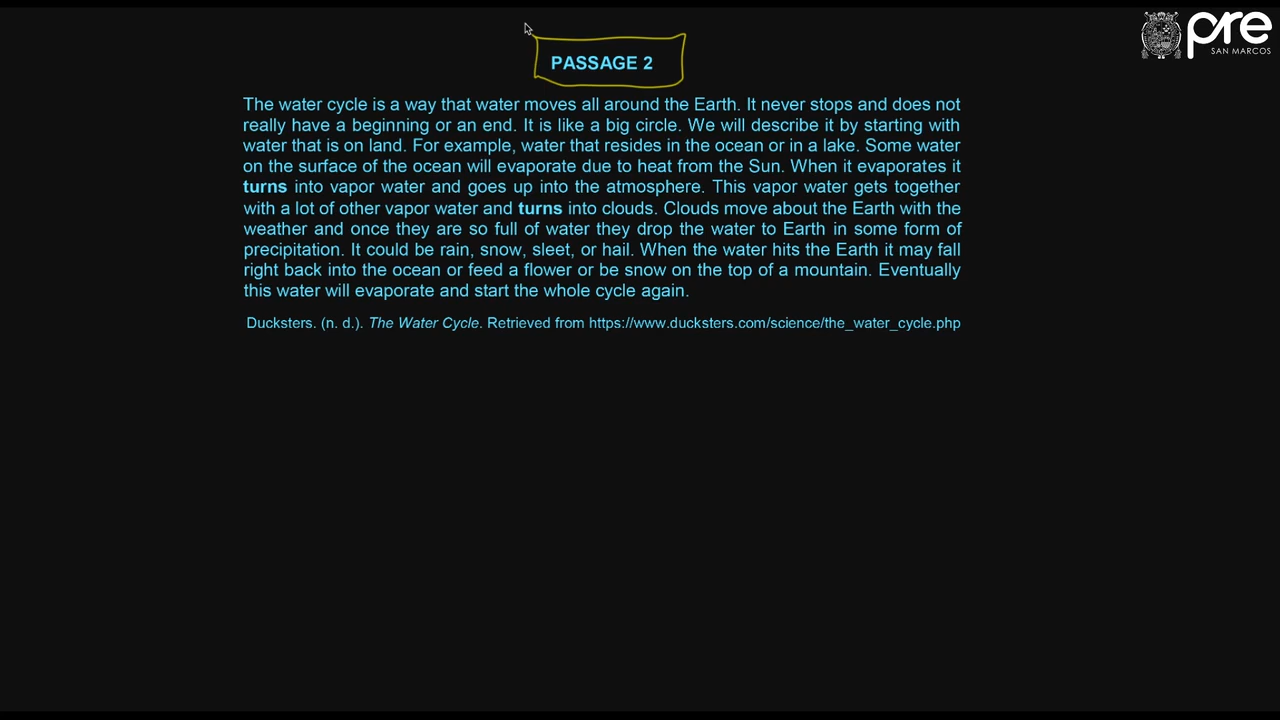 pre
SAN MARCOS
PASSAGE 2
The water cycle is a way that water moves all around the Earth. It never stops and does not
really have a beginning or an end. It is like a big circle. We will describe it by starting with
water that is on land. For example, water that resides in the ocean or in a lake. Some water
on the surface of the ocean will evaporate due to heat from the Sun. When it evaporates it
turns into vapor water and goes up into the atmosphere. This vapor water gets together
with a lot of other vapor water and turns into clouds. Clouds move about the Earth with the
weather and once they are so full of water they drop the water to Earth in some form of
precipitation. It could be rain, snow, sleet, or hail. When the water hits the Earth it may fall
right back into the ocean or feed a flower or be snow on the top of a mountain. Eventually
this water will evaporate and start the whole cycle again.
Ducksters. (n. d.). The Water Cycle. Retrieved from https://www.ducksters.com/science/the_water_cycle.php